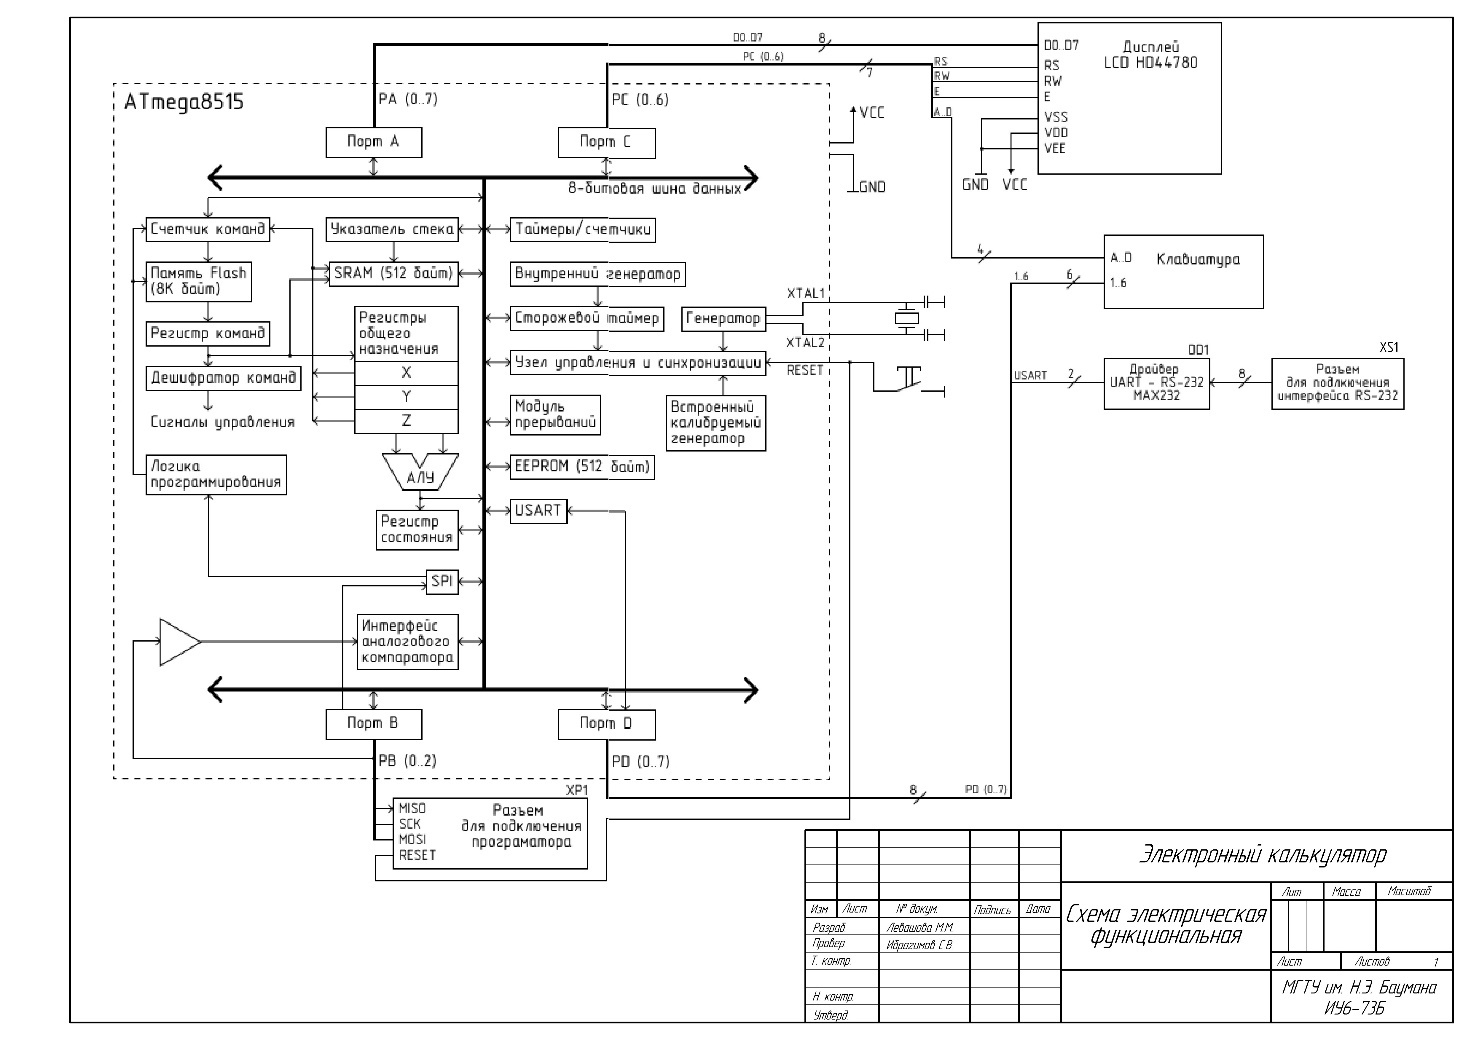 D0..D7
8
PC (0..6)
7
ATmega8515
PA (0..7)
PC (0..6)
Порт А
Порт С
VCC
GND
8-битовая шина данных
RS
RW
E
A..D
D0..D7
RS
RW
E
VSS
VDD
VEE
Дисплей
LCD HD44780
GND
VCC
Счетчик команд
Указатель стека
Таймеры/счетчики
Память Flash
(8K байт)
SRAM (512 байт)
Внутренний генератор
Регистр команд
Регистры
общего
назначения
Сторожевой таймер
Генератор
XTAL1
XTAL2
Дешифратор команд
X
Y
Z
Узел управления и синхронизации
RESET
Сигналы управления
Модуль
прерываний
Встроенный
калибруемый
генератор
Логика
программирования
АЛУ
EEPROM (512 байт)
Регистр
состояния
USART
SPI
Интерфейс
аналогового
компаратора
Порт В
Порт D
PB (0..2)
PD (0..7)
4
A..D
1..6
6
1..6
Клавиатура
USART
2
DD1
Драйвер
UART - RS-232
MAX232
8
XS1
Разъем
для подлключения
интерфейса RS-232
8
PD (0..7)
XP1
MISO
SCK
MOSI
RESET
Разъем
для подключения
програматора
Электронный калькулятор
Схема электрическая
функциональная
Лит
Масса
Масштаб
Изм
Лист
№ докум.
Подпись
Дата
Разраб
Левашова М.М
Провер
Ибрагимов С.В
Т. контр.
Н контр.
Утверд.
Лист
Листов
1
МГТУ им. Н.Э. Баумана
ИУ6-73Б